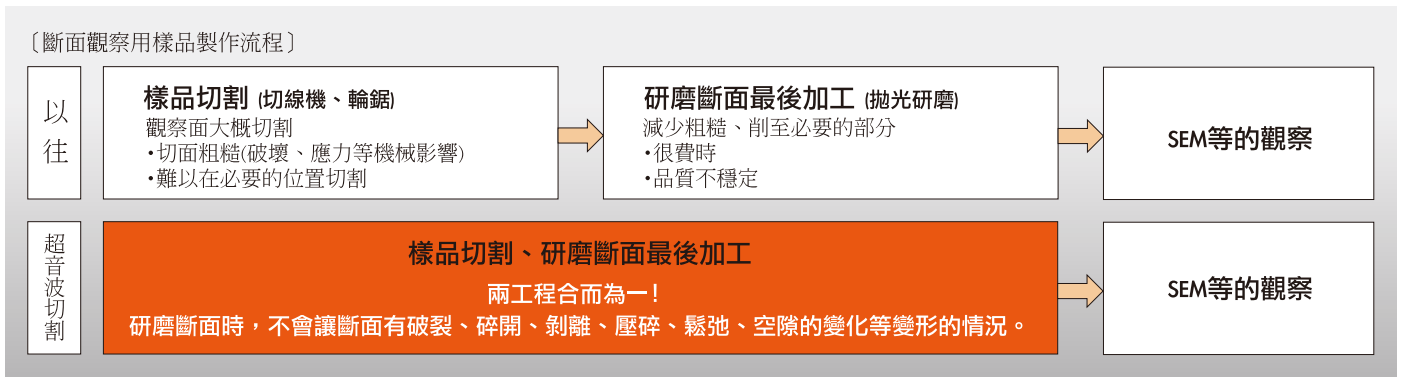 〔斷面觀察用樣品製作流程〕
以往
樣品切割 (切線機、輪鋸)
觀察面大概切割
・切面粗糙(破壞、應力等機械影響)
・難以在必要的位置切割
研磨斷面最後加工 (拋光研磨)
減少粗糙、削至必要的部分
・很費時
・品質不穩定
SEM等的觀察
超音波切割
樣品切割、研磨斷面最後加工
兩工程合而為一!
研磨斷面時，不會讓斷面有破裂、碎開、剝離、壓碎、鬆弛、空隙的變化等變形的情況。
SEM等的觀察